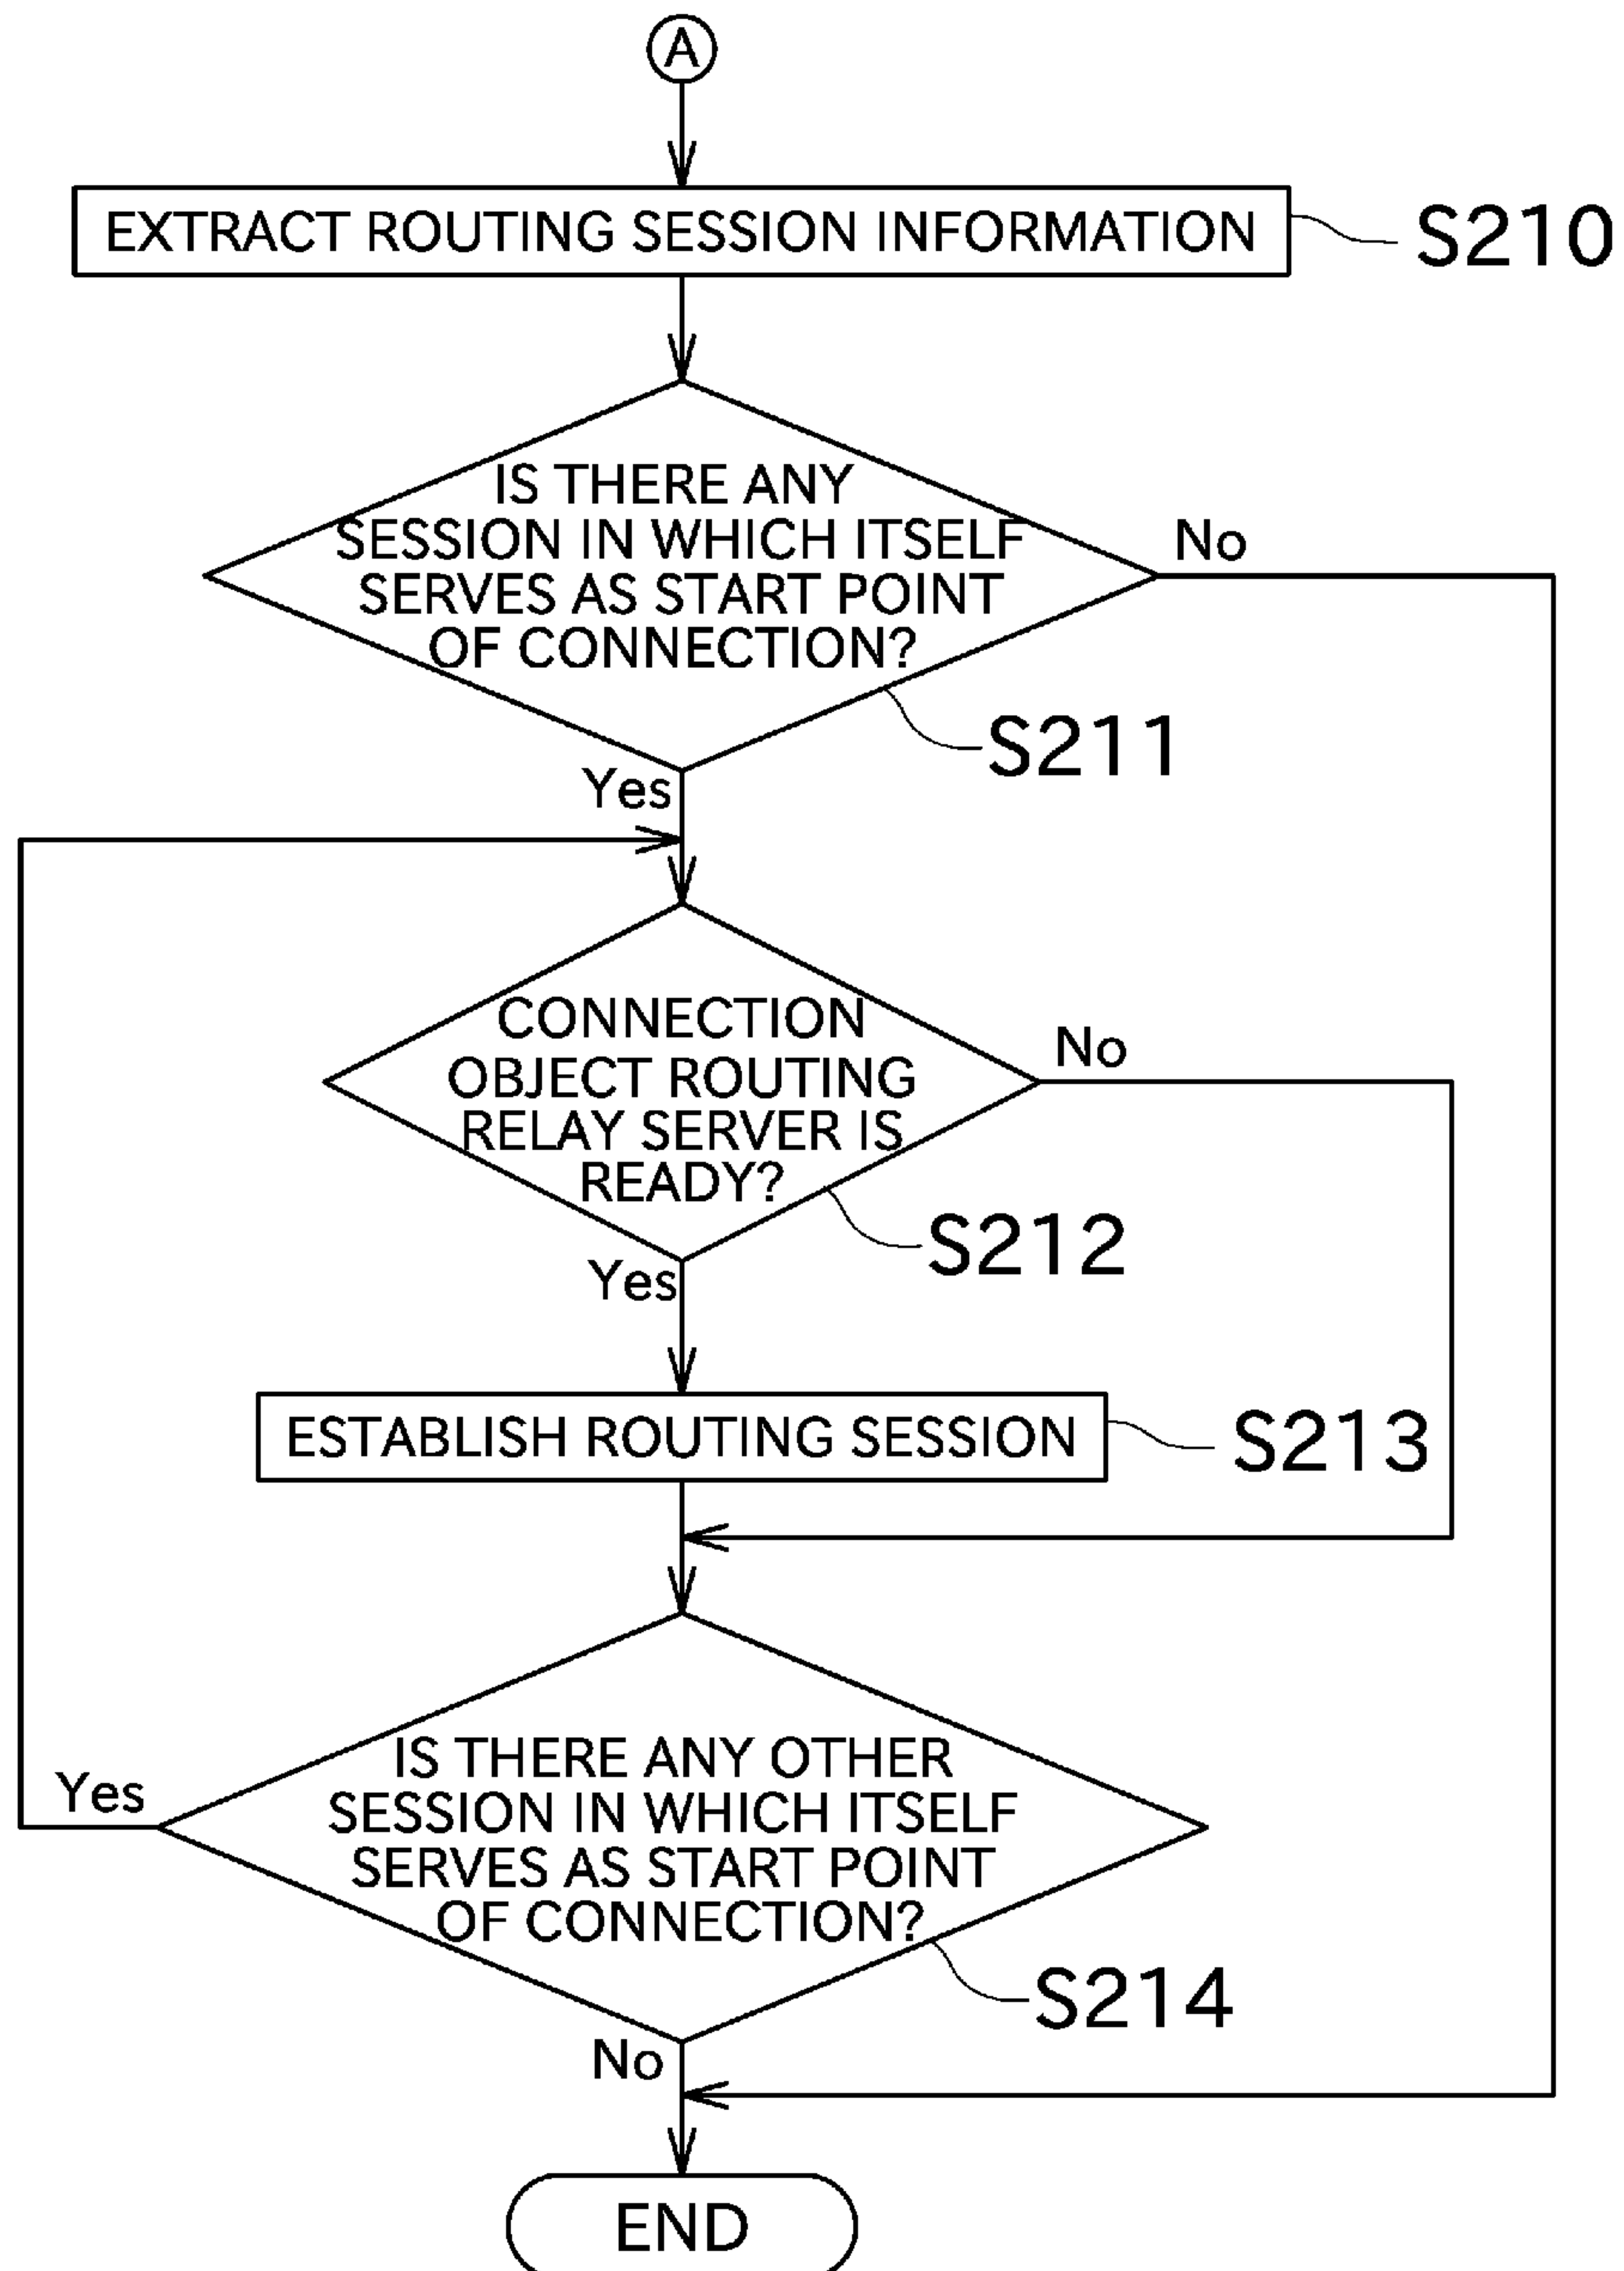 A
EXTRACT ROUTING SESSION INFORMATION
S210
IS THERE ANY
SESSION IN WHICH ITSELF
SERVES AS START POINT
OF CONNECTION?
No
S211
Yes
CONNECTION
OBJECT ROUTING
RELAY SERVER IS
READY?
No
S212
Yes
ESTABLISH ROUTING SESSION
S213
IS THERE ANY OTHER
SESSION IN WHICH ITSELF
SERVES AS START POINT
OF CONNECTION?
Yes
S214
No
END